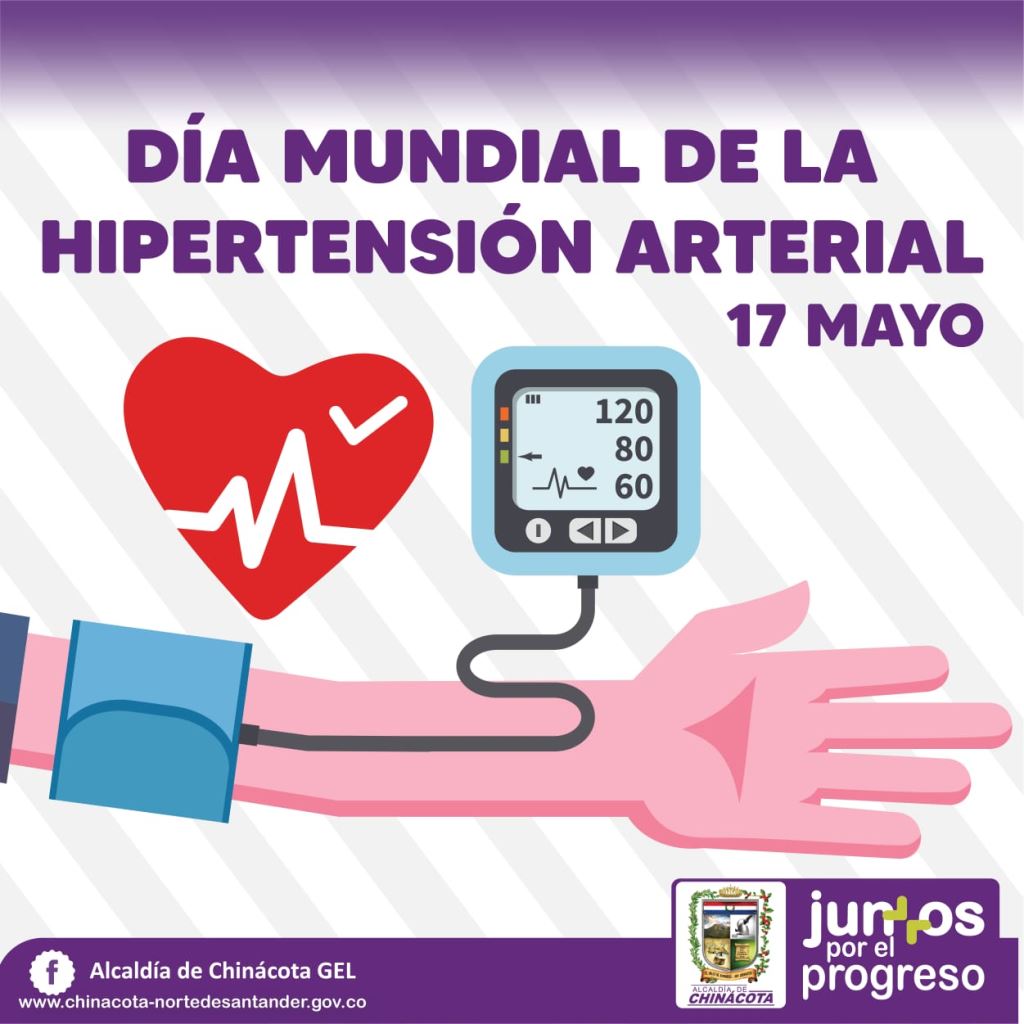 DÍA MUNDIAL DE LA
HIPERTENSIÓN ARTERIAL
17 MAYO
120
80
60
Alcaldía de Chinácota GEL
www.chinacota-nortedesantander.gov.co
ALCALDÍA DE
CHINÁCOTA
juntos
por el
progreso